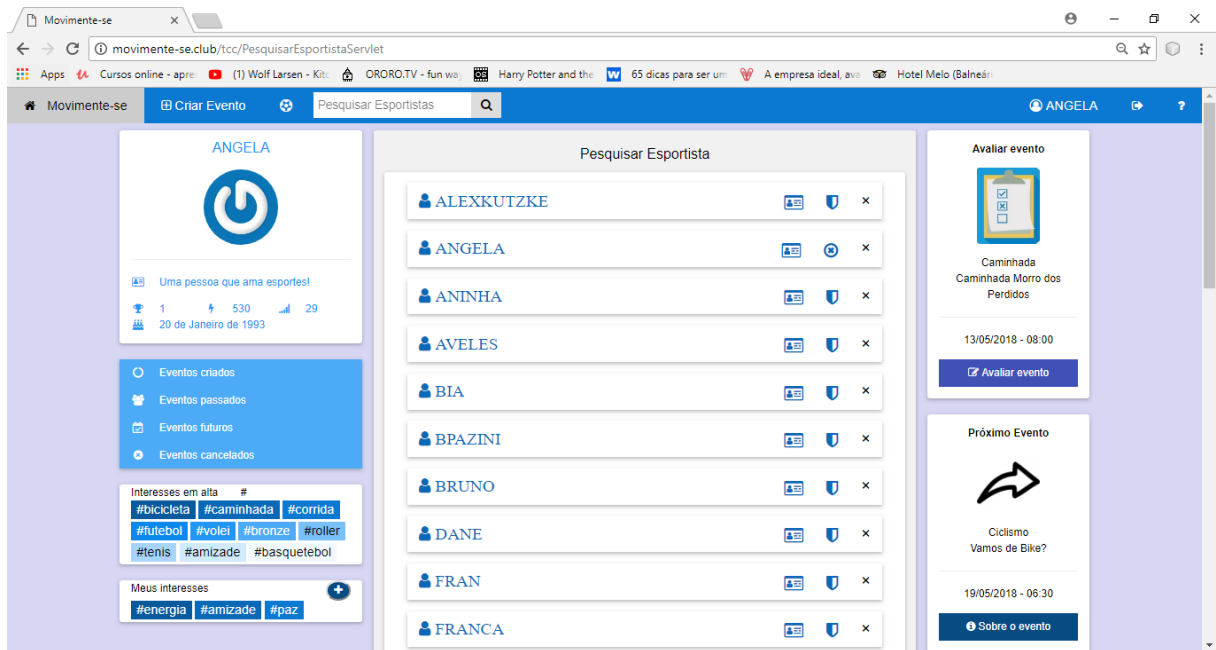 Movimente-se
movimente-se.club/tcc/PesquisarEsportistaServlet
Apps Cursos online - apre (1) Wolf Larsen - Kitc ORORO.TV - fun way Harry Potter and the 65 dicas para ser um A empresa ideal, ava Hotel Melo (Balneári
Movimente-se Criar Evento Pesquisar Esportistas ANGELA ?
ANGELA
Uma pessoa que ama esportes!
1 530 29
20 de Janeiro de 1993
Eventos criados
Eventos passados
Eventos futuros
Eventos cancelados
Interesses em alta #
#bicicleta #caminhada #corrida
#futebol #volei #bronze #roller
#tenis #amizade #basquetebol
Meus interesses
#energia #amizade #paz
Pesquisar Esportista
ALEXKUTZKE
ANGELA
ANINHA
AVELES
BIA
BPAZINI
BRUNO
DANE
FRAN
FRANCA
Avaliar evento
Caminhada
Caminhada Morro dos
Perdidos
13/05/2018 - 08:00
Avaliar evento
Próximo Evento
Ciclismo
Vamos de Bike?
19/05/2018 - 06:30
Sobre o evento